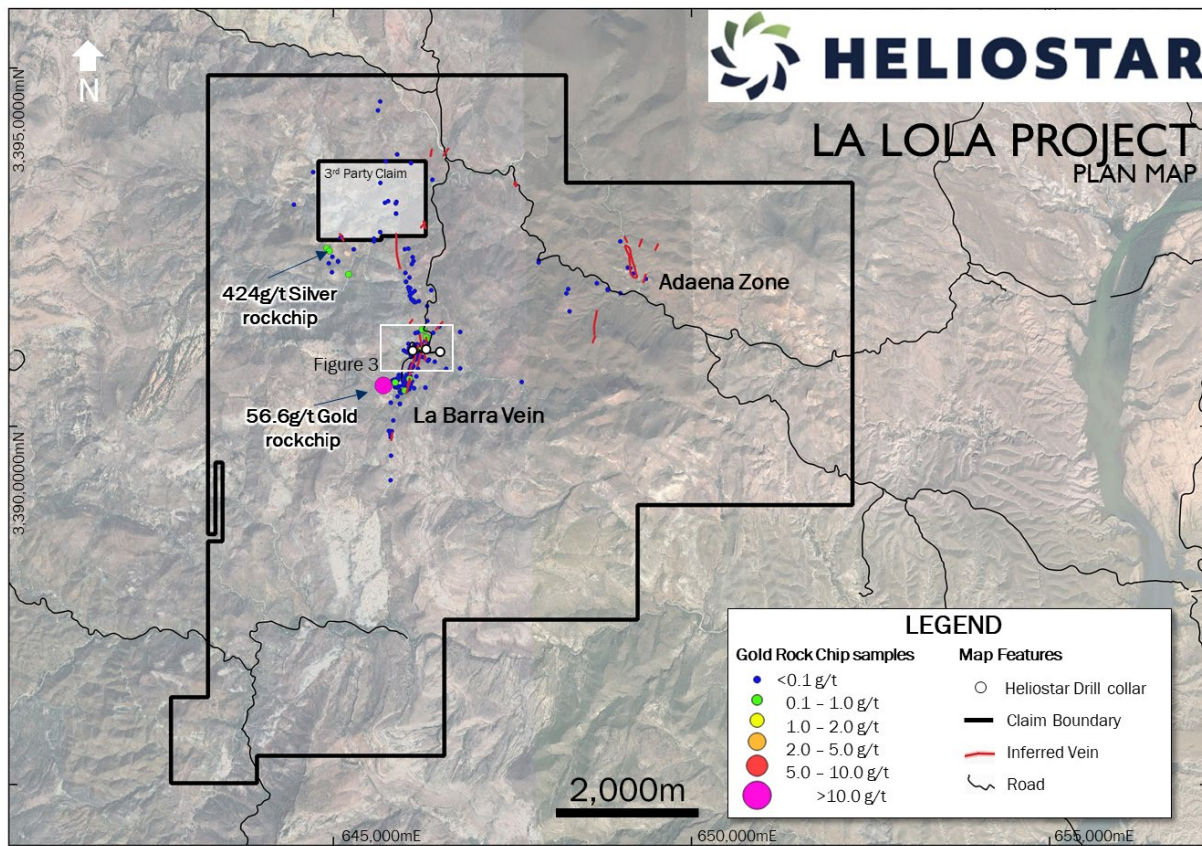 HELIOSTAR
LA LOLA PROJECT
PLAN MAP
N
3,395,0000mN
3rd Party Claim
424g/t Silver
rockchip
Adaena Zone
Figure 3
56.6g/t Gold
rockchip
La Barra Vein
3,390,0000mN
2,000m
LEGEND
Gold Rock Chip samples
<0.1 g/t
0.1 – 1.0 g/t
1.0 – 2.0 g/t
2.0 – 5.0 g/t
5.0 – 10.0 g/t
>10.0 g/t
Map Features
Heliostar Drill collar
Claim Boundary
Inferred Vein
Road
645,000mE
650,000mE
655,000mE